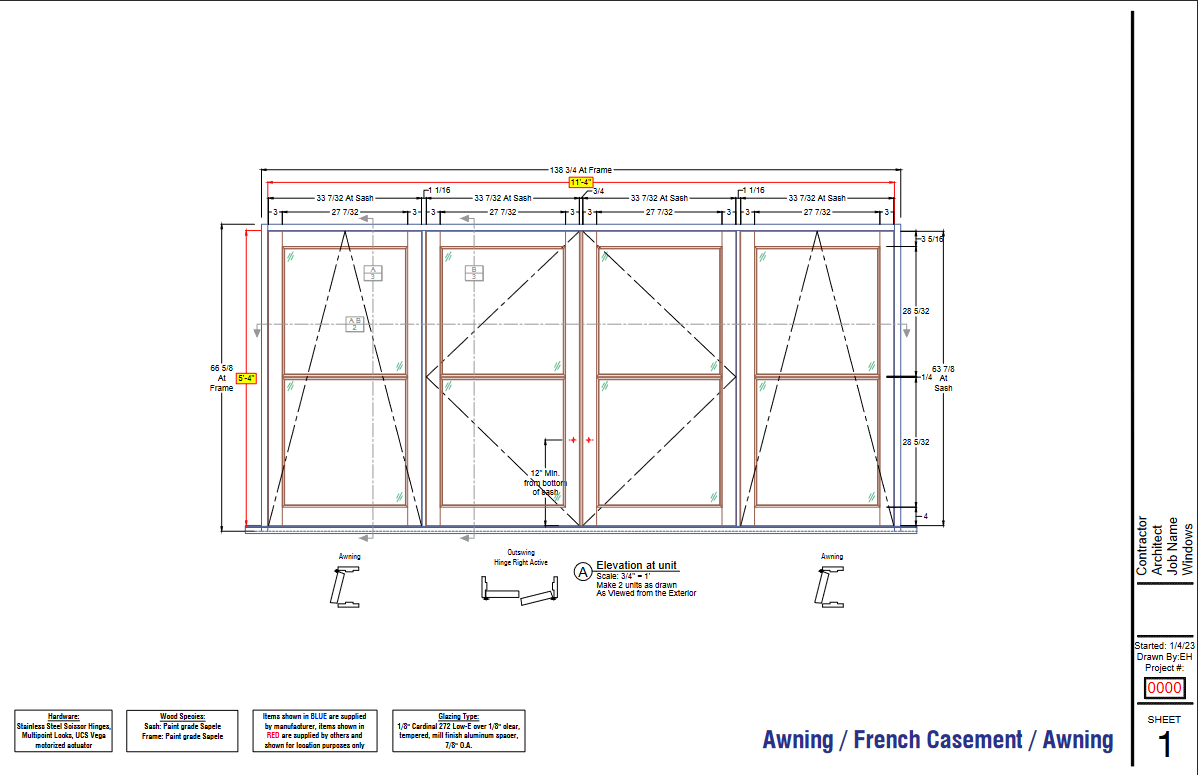 138 3/4 At Frame
11'-4"
33 7/32 At Sash
1 1/16
33 7/32 At Sash
3/4
33 7/32 At Sash
1 1/16
33 7/32 At Sash
3
27 7/32
3
3
27 7/32
3
3
27 7/32
3
3
27 7/32
3
3 5/16
A
3
B
3
28 5/32
A,B
2
66 5/8
At
Frame
5'-4"
1/4
63 7/8
At
Sash
28 5/32
12" Min.
from bottom
of sash
4
Awning
Outswing
Hinge Right Active
Awning
A
Elevation at unit
Scale: 3/4" = 1'
Make 2 units as drawn
As Viewed from the Exterior
Hardware:
Stainless Steel Scissor Hinges,
Multipoint Locks, UCS Vega
motorized actuator
Wood Species:
Sash: Paint grade Sapele
Frame: Paint grade Sapele
Items shown in BLUE are supplied
by manufacturer, items shown in
RED are supplied by others and
shown for location purposes only
Glazing Type:
1/8" Cardinal 272 Low-E over 1/8" clear,
tempered, mill finish aluminum spacer,
7/8" O.A.
Awning / French Casement / Awning
Contractor
Architect
Job Name
Windows
Started: 1/4/23
Drawn By:EH
Project #:
0000
SHEET
1